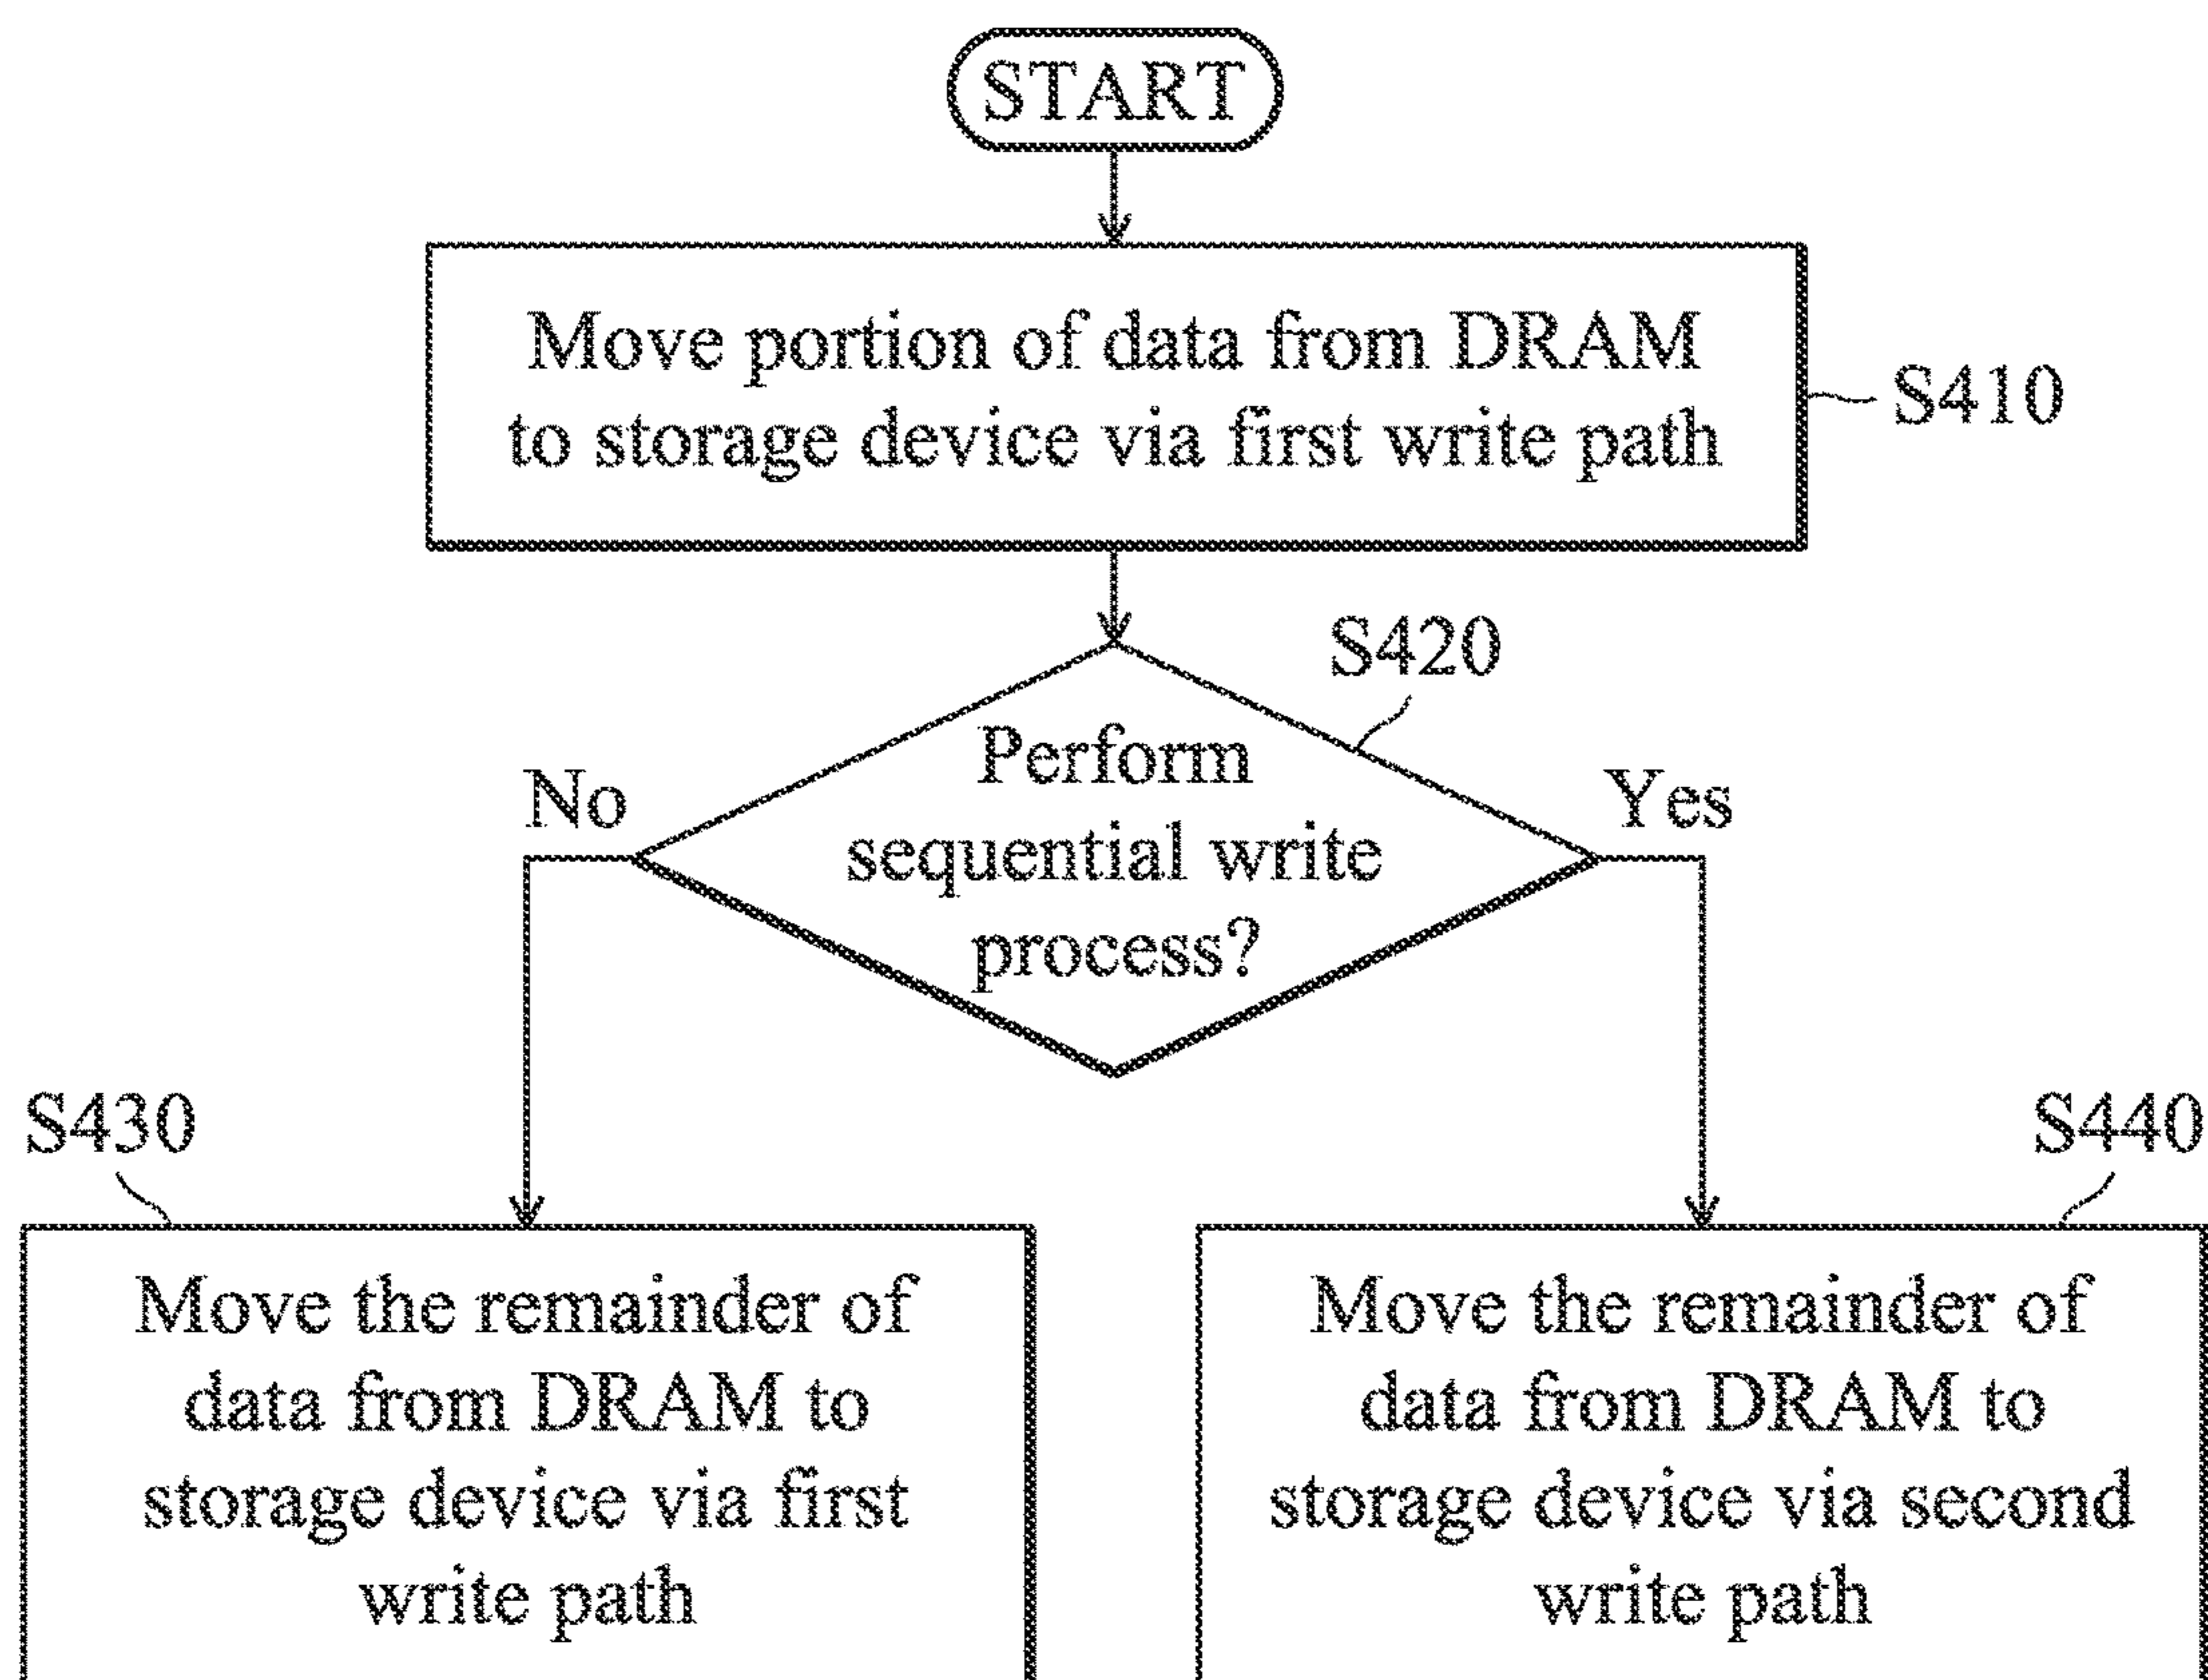 START
Move portion of data from DRAM
to storage device via first write path
S410
S420
Perform
sequential write
process?
No
Yes
S430
Move the remainder of
data from DRAM to
storage device via first
write path
S440
Move the remainder of
data from DRAM to
storage device via second
write path